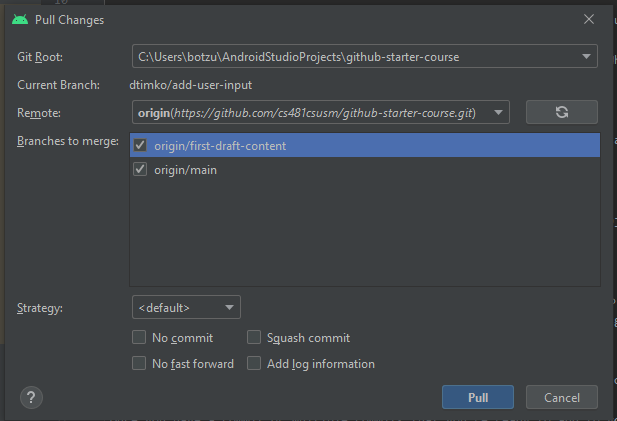 Pull Changes
Git Root: C:\Users\botzu\AndroidStudioProjects\github-starter-course
Current Branch: dtimko/add-user-input
Remote: origin(https://github.com/cs481csusm/github-starter-course.git)
Branches to merge: origin/first-draft-content
origin/main
Strategy: <default>
No commit Squash commit
No fast forward Add log information
? Pull Cancel